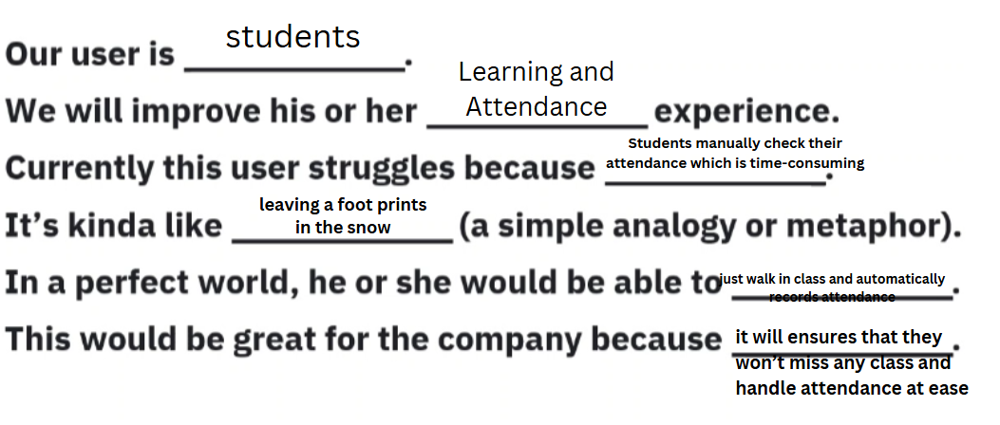 Our user is students.
We will improve his or her Learning and Attendance experience.
Currently this user struggles because Students manually check their attendance which is time-consuming.
It's kinda like leaving a foot prints in the snow (a simple analogy or metaphor).
In a perfect world, he or she would be able to just walk in class and automatically records attendance.
This would be great for the company because it will ensures that they won't miss any class and handle attendance at ease.